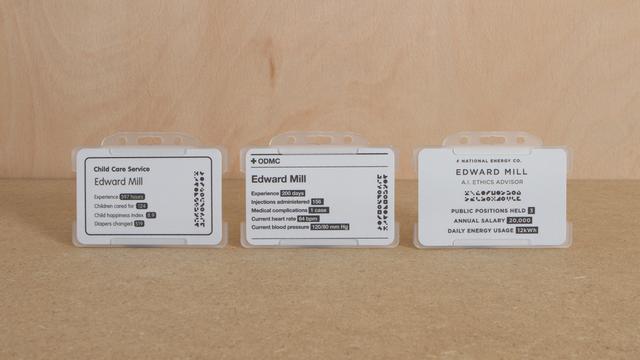 Child Care Service
Edward Mill
Experience 597 hours
Children cared for 124
Child happiness index 8.9
Diapers changed 519
✚ ODMC
Edward Mill
Experience 200 days
Injections administered 156
Medical complications 1 case
Current heart rate 64 bpm
Current blood pressure 120/80 mm Hg
NATIONAL ENERGY CO.
EDWARD MILL
A.I. ETHICS ADVISOR
PUBLIC POSITIONS HELD 3
ANNUAL SALARY 20,000
DAILY ENERGY USAGE 12kWh